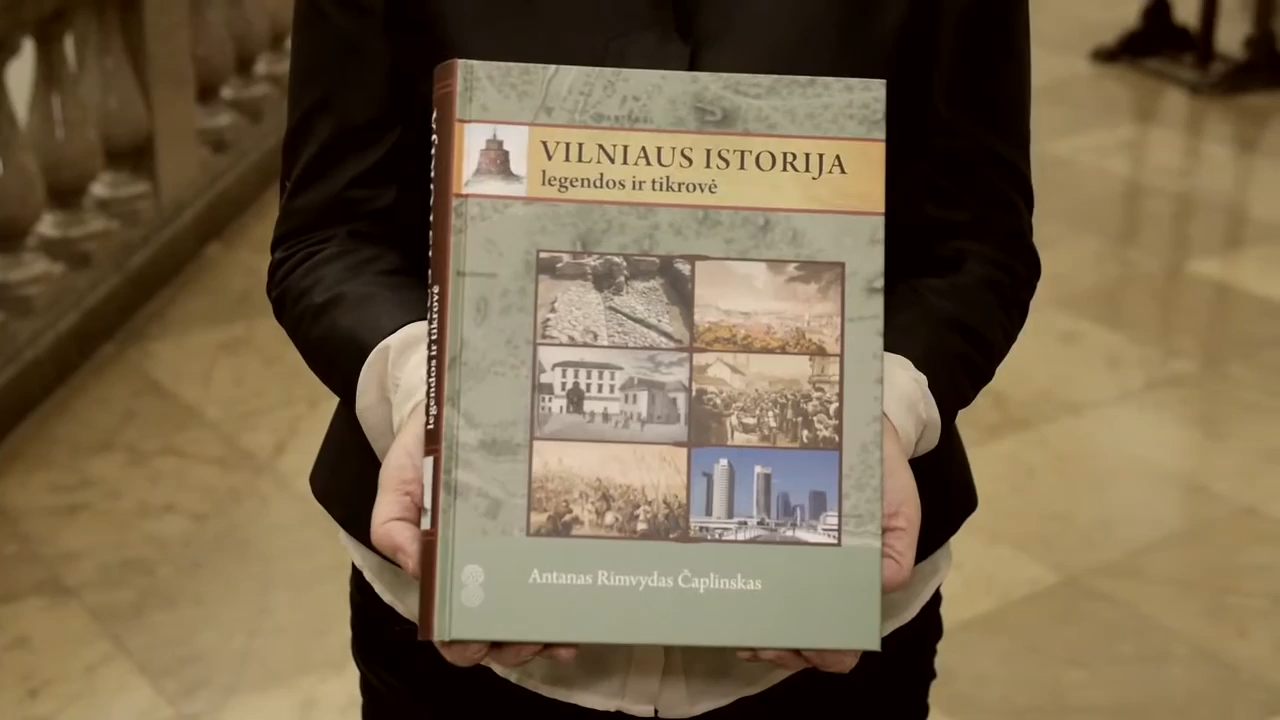 VILNIAUS ISTORIJA
legendos ir tikrovė
Antanas Rimvydas Čaplinskas
legendos ir tikrovė